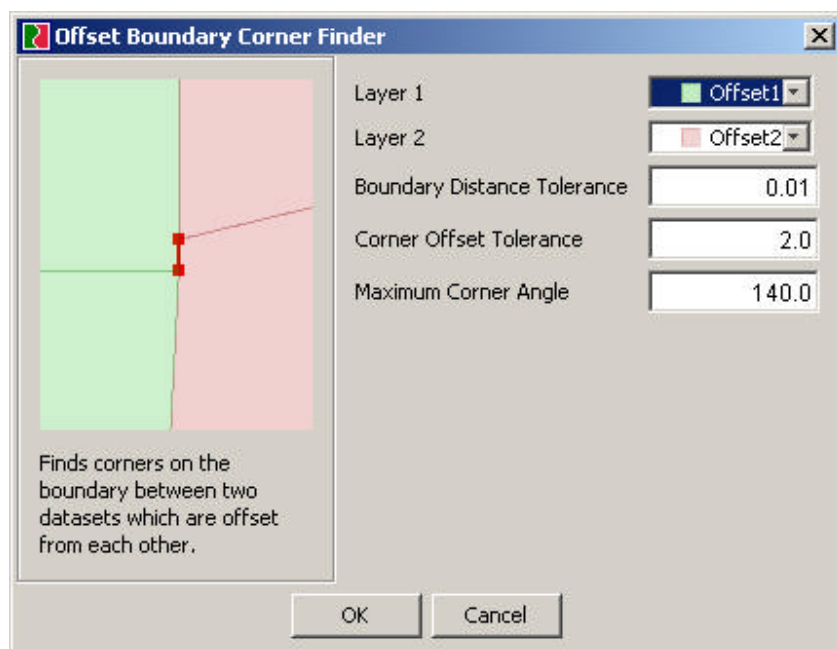 Offset Boundary Corner Finder
Layer 1 Offset1
Layer 2 Offset2
Boundary Distance Tolerance 0.01
Corner Offset Tolerance 2.0
Maximum Corner Angle 140.0
Finds corners on the
boundary between two
datasets which are offset
from each other.
OK Cancel